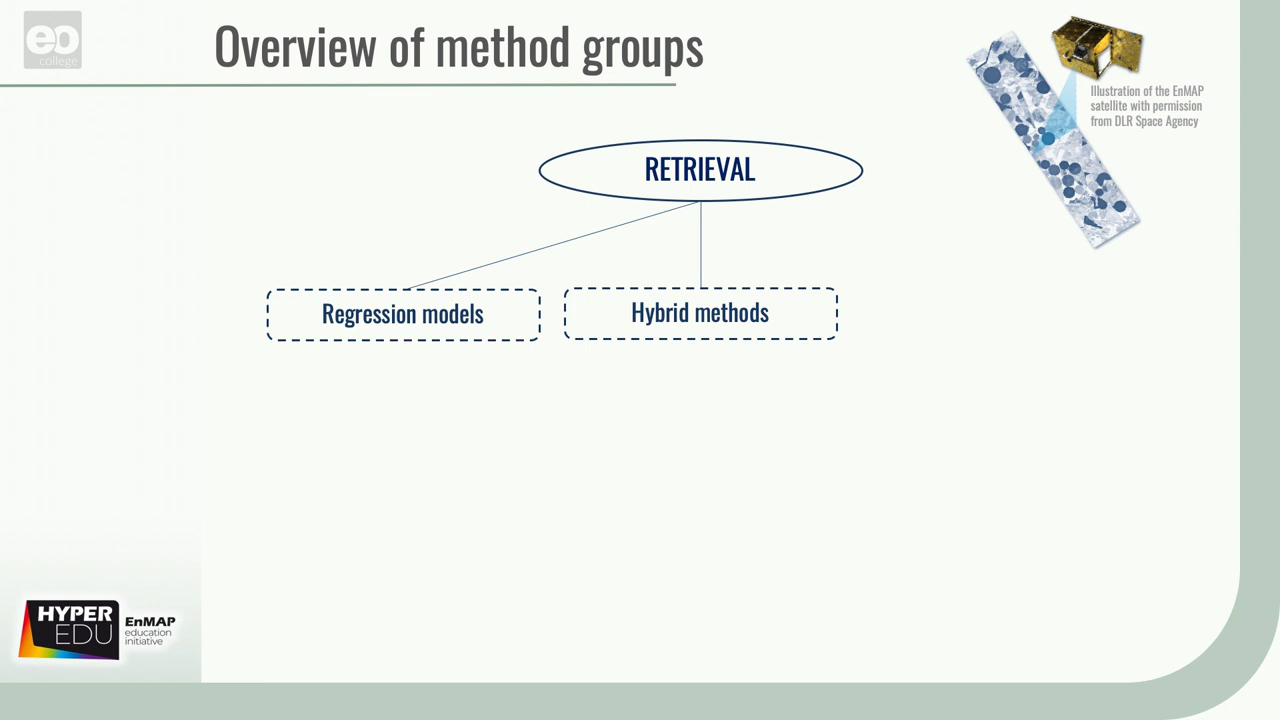 eo
college
Overview of method groups
Illustration of the EnMAP
satellite with permission
from DLR Space Agency
RETRIEVAL
Regression models
Hybrid methods
HYPER
EDU
EnMAP
education
initiative